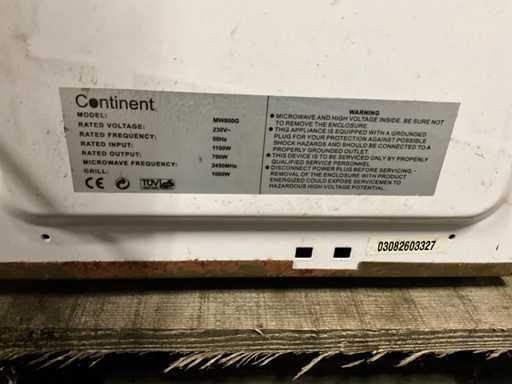 Continent
MODEL: MW800G
RATED VOLTAGE: 230V~
RATED FREQUENCY: 50Hz
RATED INPUT: 1100W
RATED OUTPUT: 700W
MICROWAVE FREQUENCY: 2450MHz
GRILL: 1000W
CE TÜV GS
WARNING
● MICROWAVE AND HIGH VOLTAGE INSIDE. BE SURE NOT
TO REMOVE THE ENCLOSURE.
● THIS APPLIANCE IS EQUIPPED WITH A GROUNDED
PLUG FOR YOUR PROTECTION AGAINST POSSIBLE
SHOCK HAZARDS AND SHOULD BE CONNECTED TO A
PROPERLY GROUNDED OUTLET.
● THIS DEVICE IS TO BE SERVICED ONLY BY PROPERLY
QUALIFIED SERVICE PERSONNEL.
● DISCONNECT POWER PLUG BEFORE SERVICING -
REMOVAL OF THE ENCLOSURE WITH PRODUCT
ENERGIZED COULD EXPOSE SERVICEMEN TO
HAZARDOUS HIGH VOLTAGE POTENTIAL.
03082603327